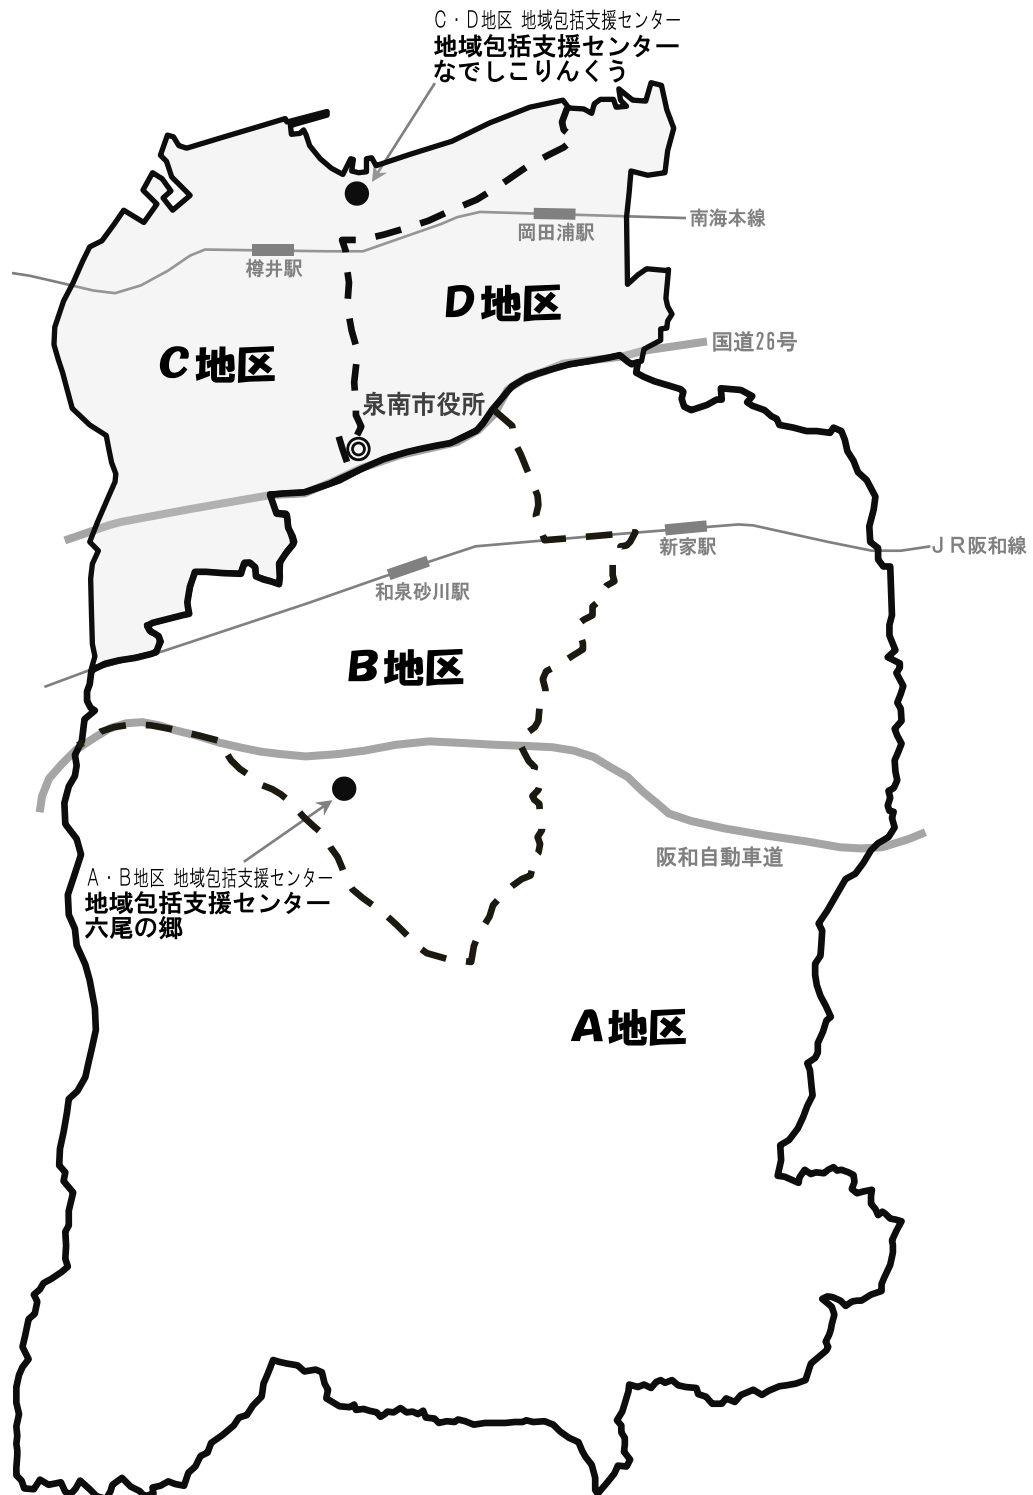 C・D地区 地域包括支援センター
地域包括支援センター
なでしこりんくう
南海本線
岡田浦駅
樽井駅
D地区
国道26号
C地区
泉南市役所
新家駅
JR阪和線
和泉砂川駅
B地区
阪和自動車道
A・B地区 地域包括支援センター
地域包括支援センター
六尾の郷
A地区